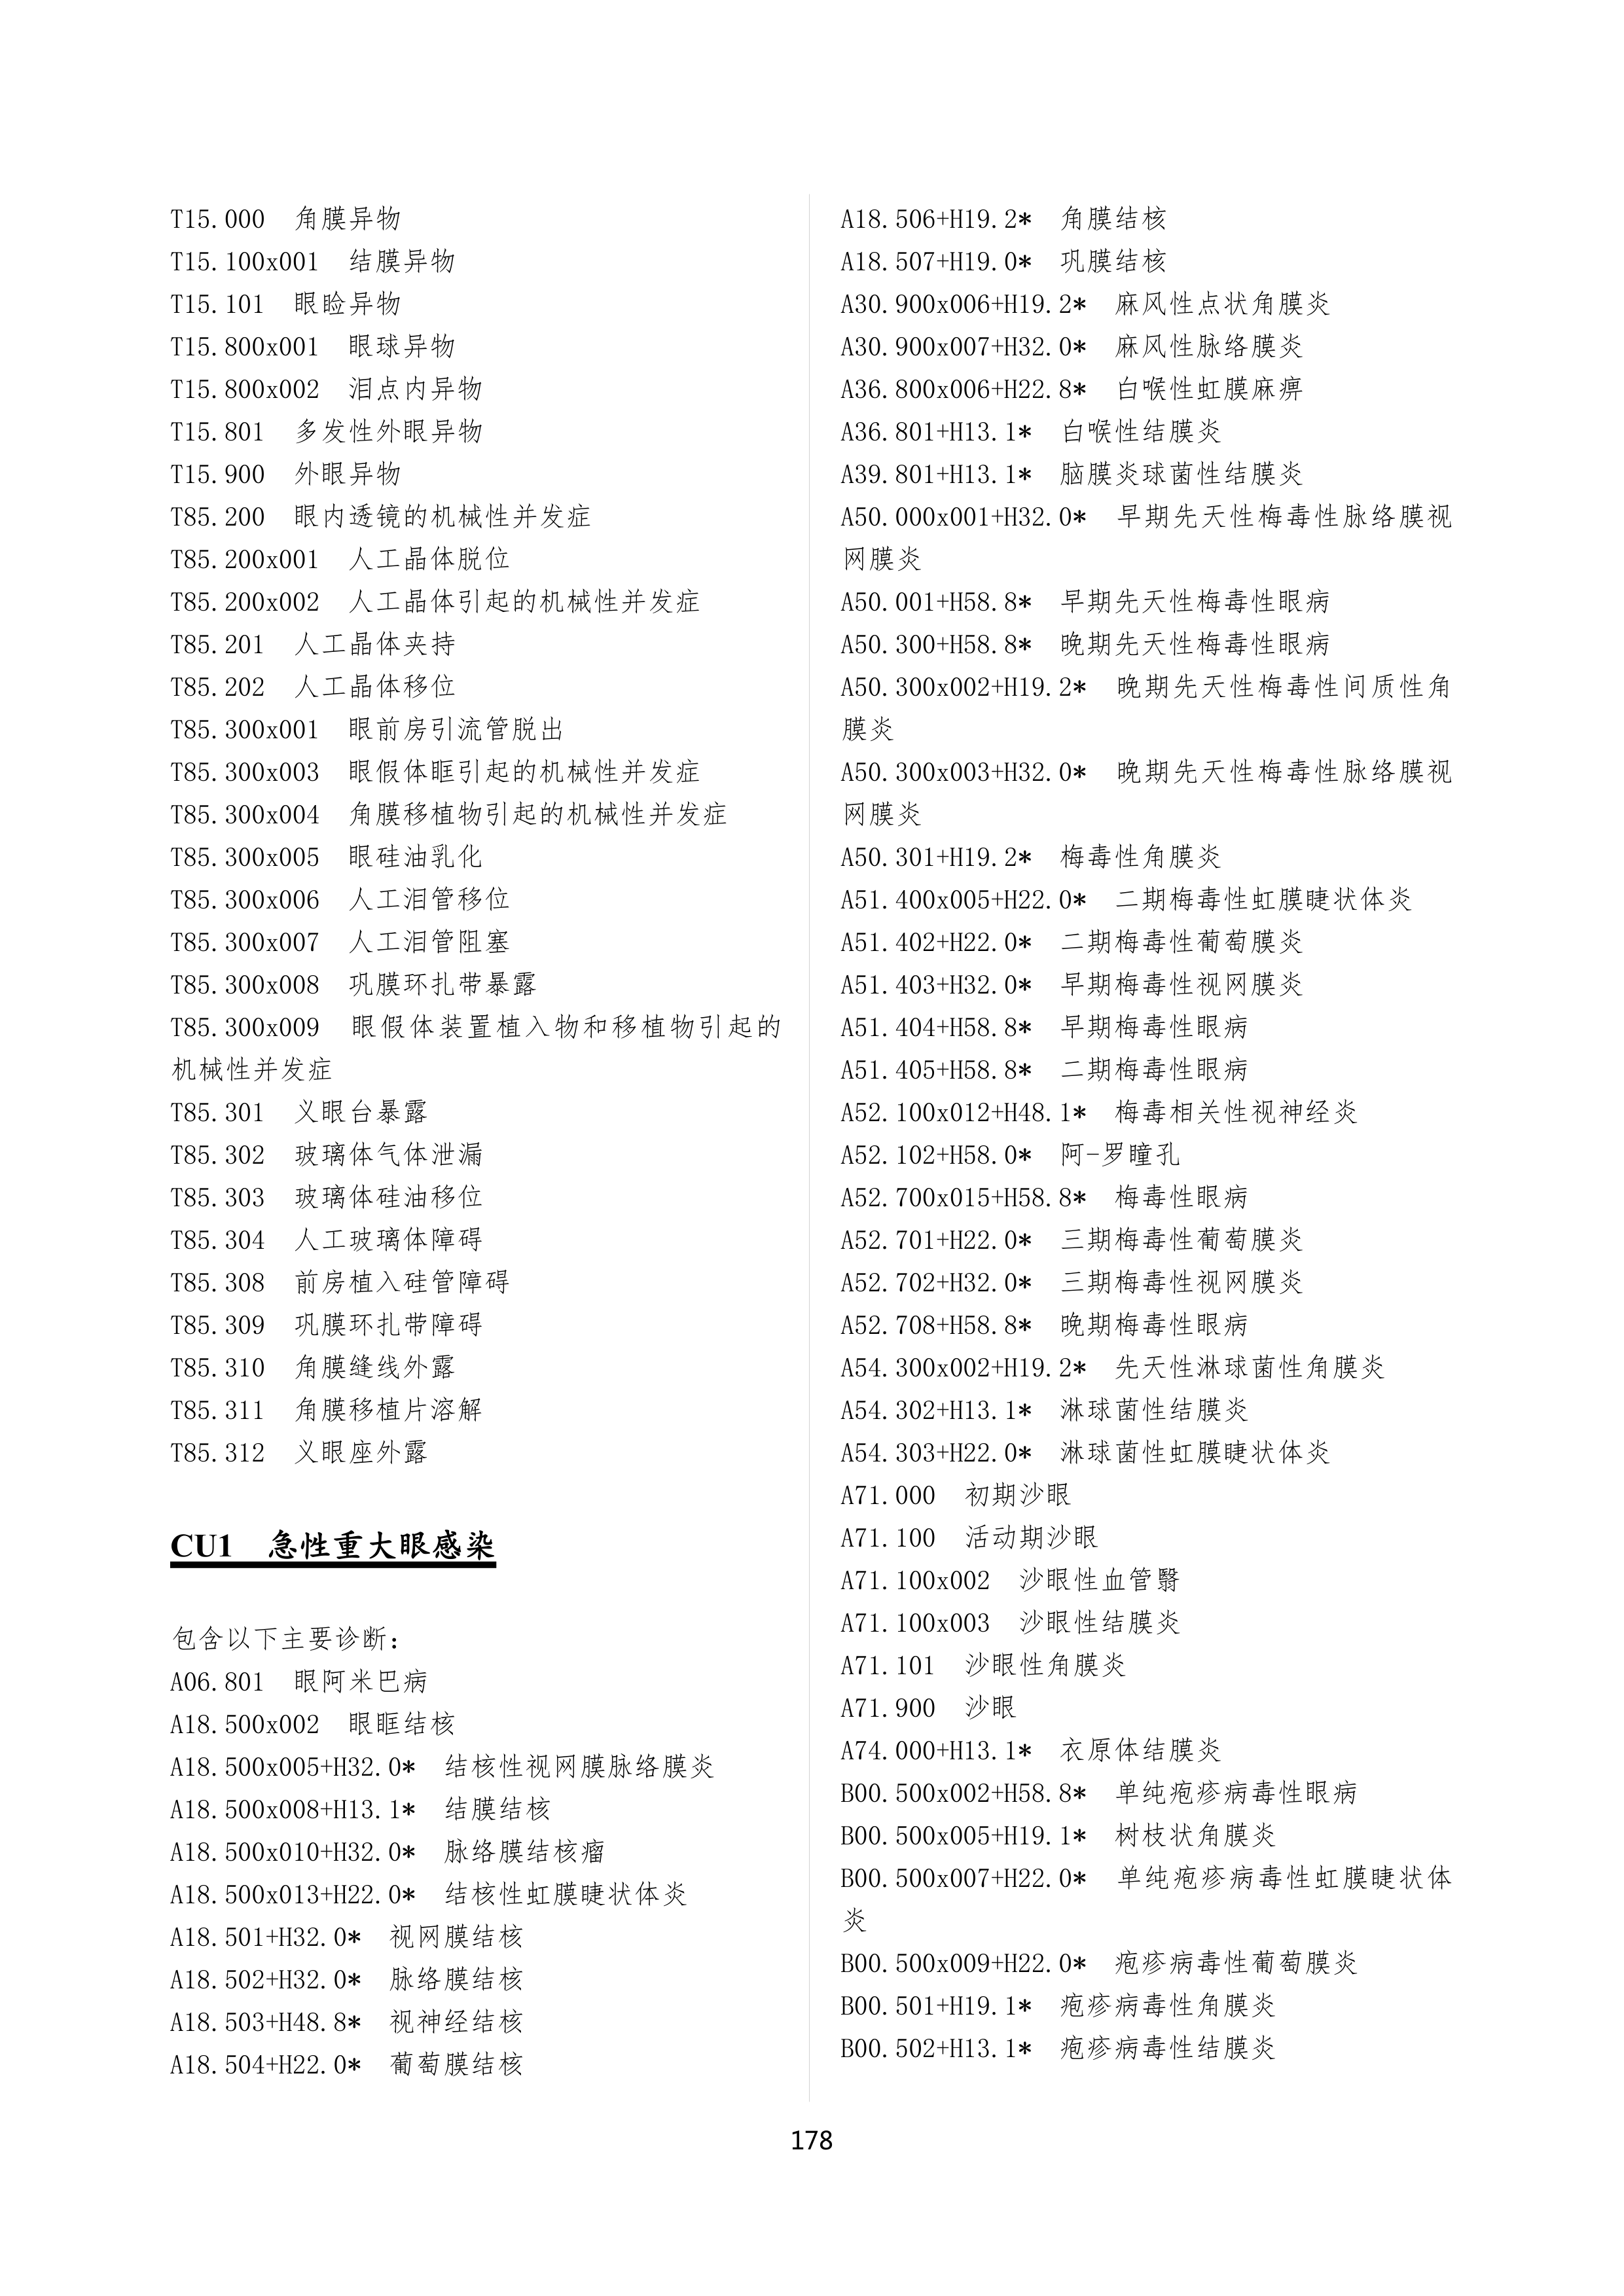 T15.000　角膜异物
T15.100x001　结膜异物
T15.101　眼睑异物
T15.800x001　眼球异物
T15.800x002　泪点内异物
T15.801　多发性外眼异物
T15.900　外眼异物
T85.200　眼内透镜的机械性并发症
T85.200x001　人工晶体脱位
T85.200x002　人工晶体引起的机械性并发症
T85.201　人工晶体夹持
T85.202　人工晶体移位
T85.300x001　眼前房引流管脱出
T85.300x003　眼假体眶引起的机械性并发症
T85.300x004　角膜移植物引起的机械性并发症
T85.300x005　眼硅油乳化
T85.300x006　人工泪管移位
T85.300x007　人工泪管阻塞
T85.300x008　巩膜环扎带暴露
T85.300x009　眼假体装置植入物和移植物引起的
机械性并发症
T85.301　义眼台暴露
T85.302　玻璃体气体泄漏
T85.303　玻璃体硅油移位
T85.304　人工玻璃体障碍
T85.308　前房植入硅管障碍
T85.309　巩膜环扎带障碍
T85.310　角膜缝线外露
T85.311　角膜移植片溶解
T85.312　义眼座外露
CU1　急性重大眼感染
包含以下主要诊断：
A06.801　眼阿米巴病
A18.500x002　眼眶结核
A18.500x005+H32.0*　结核性视网膜脉络膜炎
A18.500x008+H13.1*　结膜结核
A18.500x010+H32.0*　脉络膜结核瘤
A18.500x013+H22.0*　结核性虹膜睫状体炎
A18.501+H32.0*　视网膜结核
A18.502+H32.0*　脉络膜结核
A18.503+H48.8*　视神经结核
A18.504+H22.0*　葡萄膜结核
A18.506+H19.2*　角膜结核
A18.507+H19.0*　巩膜结核
A30.900x006+H19.2*　麻风性点状角膜炎
A30.900x007+H32.0*　麻风性脉络膜炎
A36.800x006+H22.8*　白喉性虹膜麻痹
A36.801+H13.1*　白喉性结膜炎
A39.801+H13.1*　脑膜炎球菌性结膜炎
A50.000x001+H32.0*　早期先天性梅毒性脉络膜视
网膜炎
A50.001+H58.8*　早期先天性梅毒性眼病
A50.300+H58.8*　晚期先天性梅毒性眼病
A50.300x002+H19.2*　晚期先天性梅毒性间质性角
膜炎
A50.300x003+H32.0*　晚期先天性梅毒性脉络膜视
网膜炎
A50.301+H19.2*　梅毒性角膜炎
A51.400x005+H22.0*　二期梅毒性虹膜睫状体炎
A51.402+H22.0*　二期梅毒性葡萄膜炎
A51.403+H32.0*　早期梅毒性视网膜炎
A51.404+H58.8*　早期梅毒性眼病
A51.405+H58.8*　二期梅毒性眼病
A52.100x012+H48.1*　梅毒相关性视神经炎
A52.102+H58.0*　阿-罗瞳孔
A52.700x015+H58.8*　梅毒性眼病
A52.701+H22.0*　三期梅毒性葡萄膜炎
A52.702+H32.0*　三期梅毒性视网膜炎
A52.708+H58.8*　晚期梅毒性眼病
A54.300x002+H19.2*　先天性淋球菌性角膜炎
A54.302+H13.1*　淋球菌性结膜炎
A54.303+H22.0*　淋球菌性虹膜睫状体炎
A71.000　初期沙眼
A71.100　活动期沙眼
A71.100x002　沙眼性血管翳
A71.100x003　沙眼性结膜炎
A71.101　沙眼性角膜炎
A71.900　沙眼
A74.000+H13.1*　衣原体结膜炎
B00.500x002+H58.8*　单纯疱疹病毒性眼病
B00.500x005+H19.1*　树枝状角膜炎
B00.500x007+H22.0*　单纯疱疹病毒性虹膜睫状体
炎
B00.500x009+H22.0*　疱疹病毒性葡萄膜炎
B00.501+H19.1*　疱疹病毒性角膜炎
B00.502+H13.1*　疱疹病毒性结膜炎
178